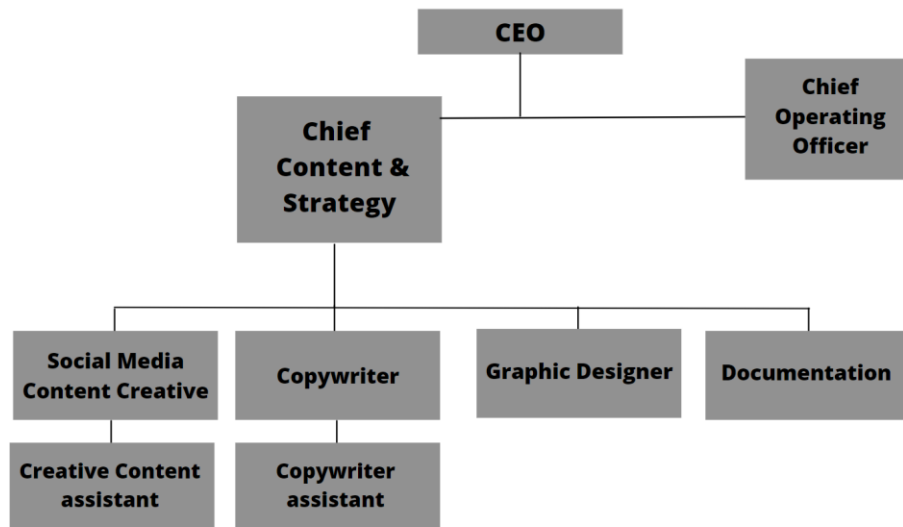 CEO
Chief
Operating
Officer
Chief
Content &
Strategy
Social Media
Content Creative
Copywriter
Graphic Designer
Documentation
Creative Content
assistant
Copywriter
assistant